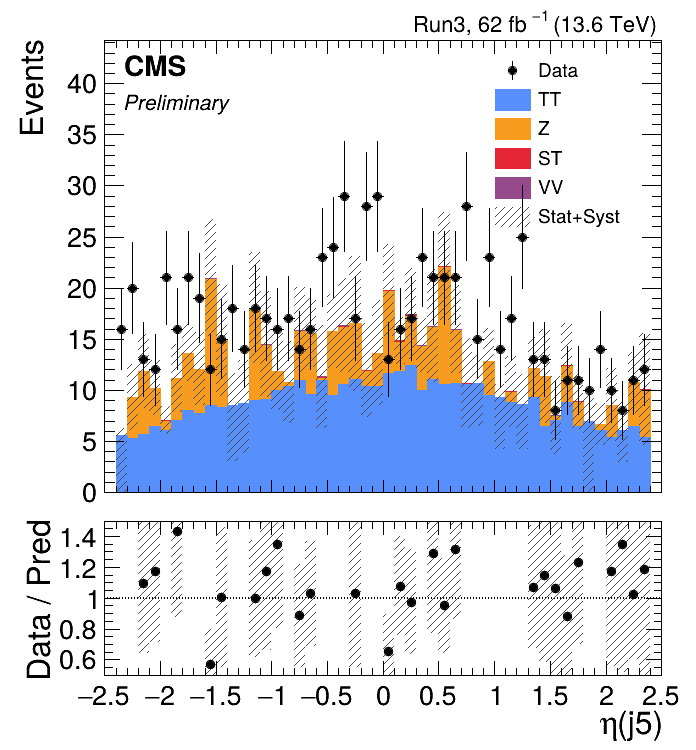 Run3, 62 fb⁻¹ (13.6 TeV)
CMS
Preliminary
Events
Data
TT
Z
ST
VV
Stat+Syst
40
35
30
25
20
15
10
5
0
Data / Pred
1.4
1.2
1
0.8
0.6
−2.5 −2 −1.5 −1 −0.5 0 0.5 1 1.5 2 2.5
η(j5)